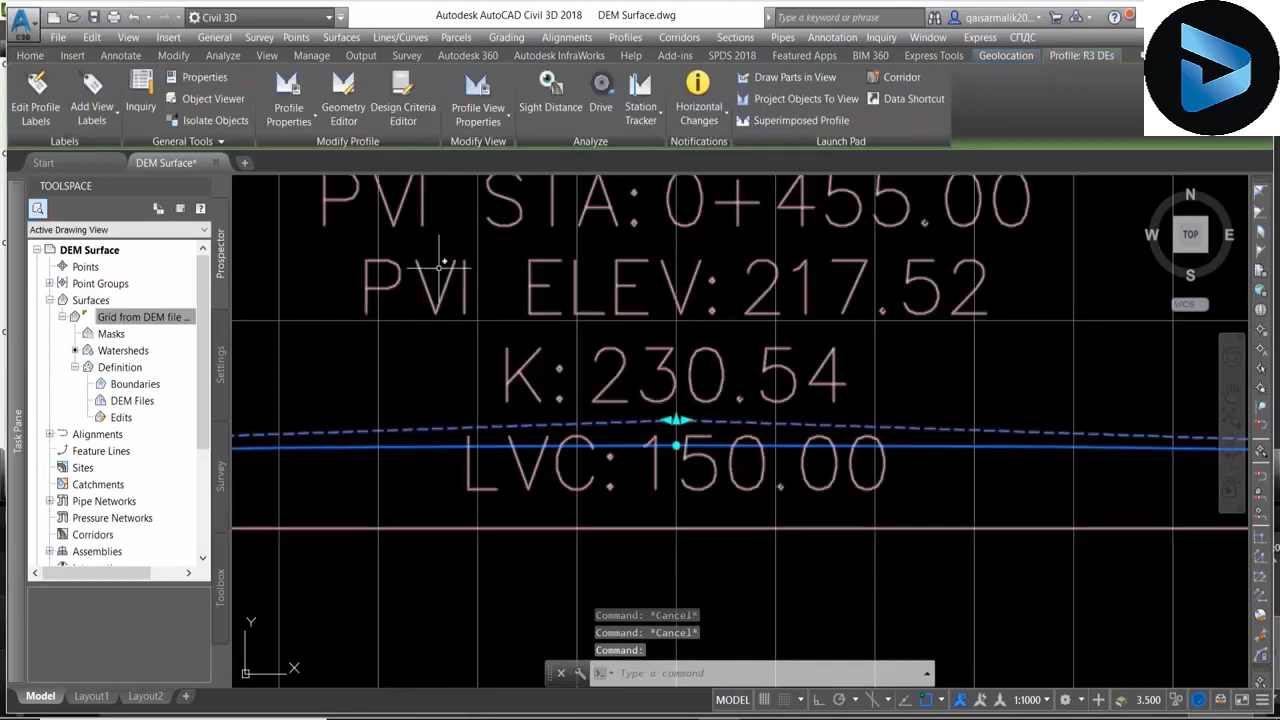 Civil 3D
Autodesk AutoCAD Civil 3D 2018 DEM Surface.dwg
Type a keyword or phrase
qaisarmalik20...
C3D
File Edit View Insert General Survey Points Surfaces Lines/Curves Parcels Grading Alignments Profiles Corridors Sections Pipes Annotation Inquiry Window Express СПДС
Home Insert Annotate Modify Analyze View Manage Output Survey Autodesk 360 Autodesk InfraWorks Help Add-ins SPDS 2018 Featured Apps BIM 360 Express Tools Geolocation Profile: R3 DEs
Edit Profile Labels
Add View Labels
Inquiry
Properties
Object Viewer
Isolate Objects
Profile Properties
Geometry Editor
Design Criteria Editor
Profile View Properties
Sight Distance
Drive
Station Tracker
Horizontal Changes
Draw Parts in View
Project Objects To View
Superimposed Profile
Corridor
Data Shortcut
Labels
General Tools
Modify Profile
Modify View
Analyze
Notifications
Launch Pad
Start
DEM Surface*
TOOLSPACE
Active Drawing View
DEM Surface
Points
Point Groups
Surfaces
Grid from DEM file ...
Masks
Watersheds
Definition
Boundaries
DEM Files
Edits
Alignments
Feature Lines
Sites
Catchments
Pipe Networks
Pressure Networks
Corridors
Assemblies
Task Pane
Prospector
Settings
Survey
Toolbox
PVI STA: 0+455.00
PVI ELEV: 217.52
K: 230.54
LVC: 150.00
N
W TOP E
S
WCS
Command: *Cancel*
Command: *Cancel*
Command:
Type a command
Y
X
Model Layout1 Layout2
MODEL
1:1000
3.500